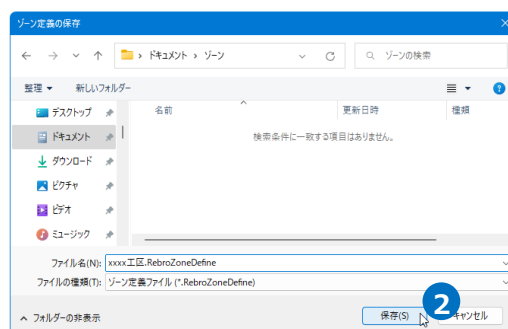 ゾーン定義の保存
ドキュメント › ゾーン
ゾーンの検索
整理 新しいフォルダー
名前 更新日時 種類
検索条件に一致する項目はありません。
デスクトップ
ドキュメント
ダウンロード
ピクチャ
ビデオ
ミュージック
ファイル名(N): xxxx工区.RebroZoneDefine
ファイルの種類(T): ゾーン定義ファイル (*.RebroZoneDefine)
フォルダーの非表示
保存(S) 2 キャンセル